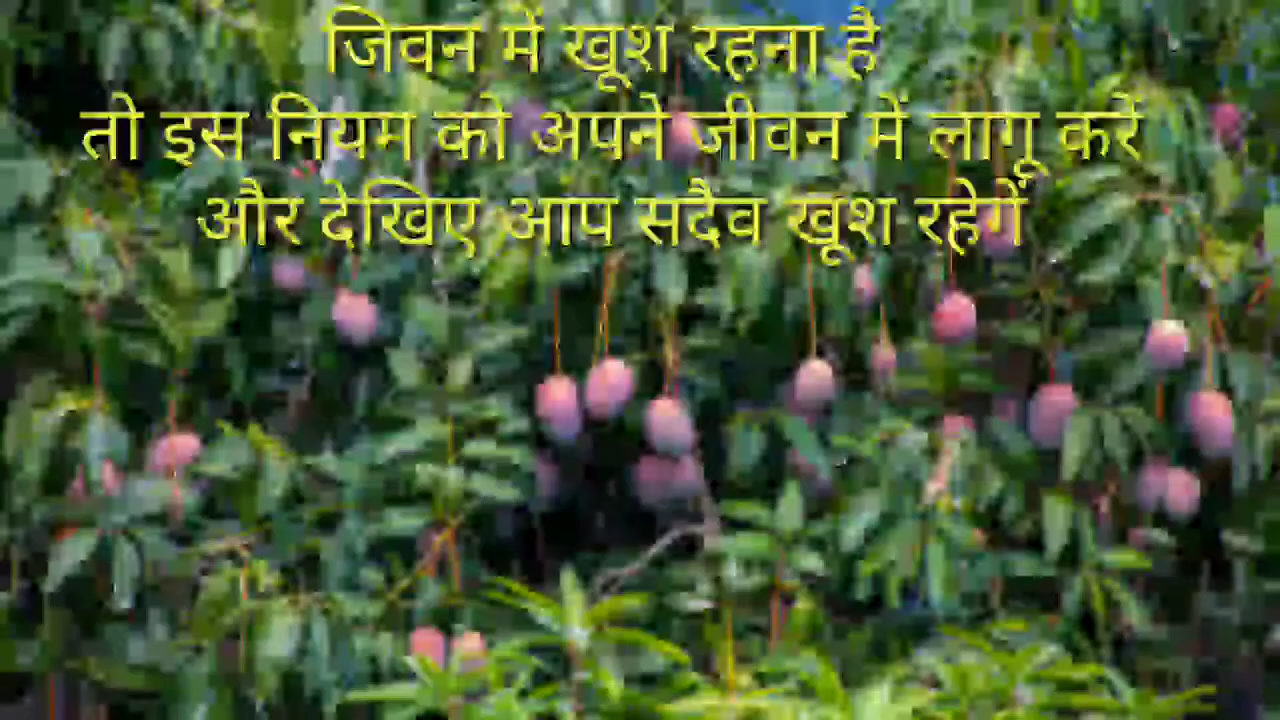 जिवन में खूश रहना है
तो इस नियम को अपने जीवन में लागू करें
और देखिए आप सदैव खूश रहेगें